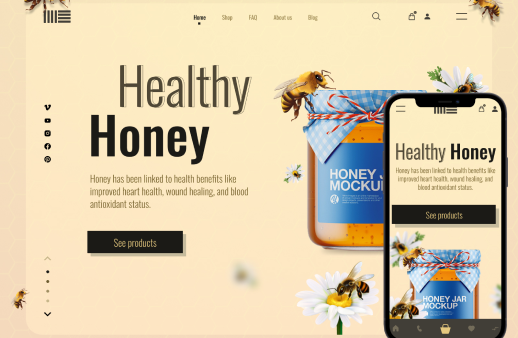 Home Shop FAQ About us Blog
Healthy
Honey
Honey has been linked to health benefits like
improved heart health, wound healing, and blood
antioxidant status.
See products
HONEY JAR
MOCKUP
Healthy Honey
Honey has been linked to health benefits like
improved heart health, wound healing, and
blood antioxidant status.
See products
HONEY JAR
MOCKUP